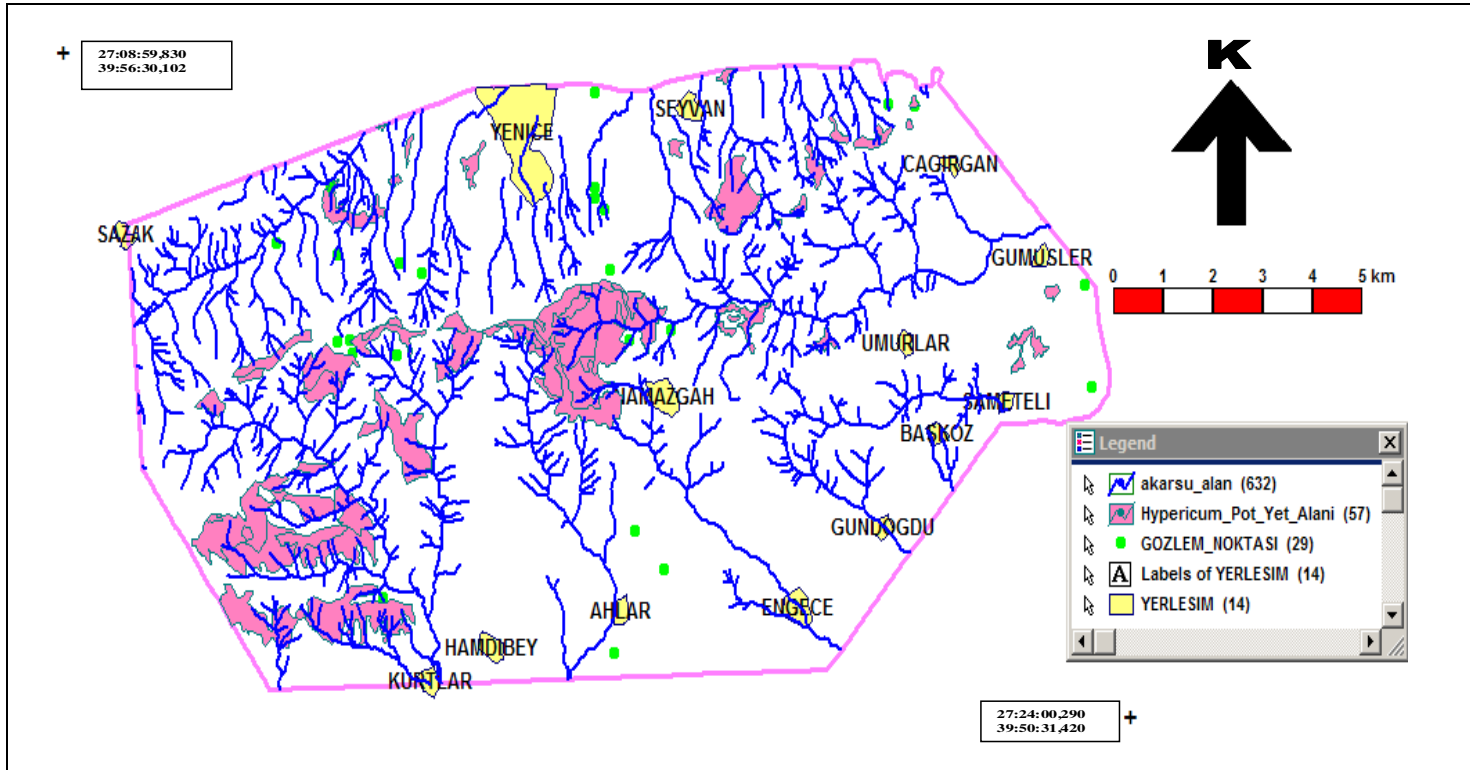 27:08:59,830
39:56:30,102
K
SEYVAN
YENICE
CAGIRGAN
SAZAK
GUMUSLER
0 1 2 3 4 5 km
UMURLAR
NAMAZGAH
SAMETELI
BASKOZ
Legend
akarsu_alan (632)
Hypericum_Pot_Yet_Alani (57)
GOZLEM_NOKTASI (29)
A Labels of YERLESIM (14)
YERLESIM (14)
GUNDOGDU
AHLAR
ENGECE
HAMDIBEY
KURTLAR
27:24:00,290
39:50:31,420